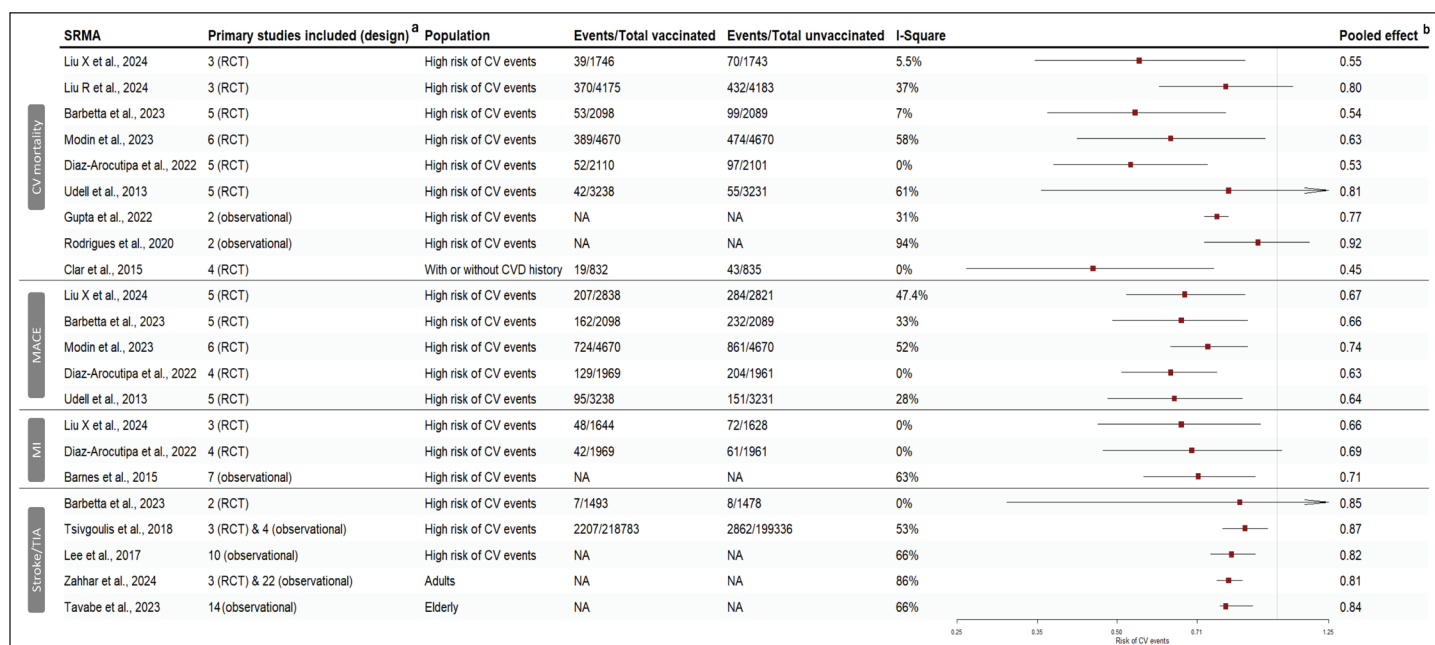 SRMA Primary studies included (design) a Population Events/Total vaccinated Events/Total unvaccinated I-Square Pooled effect b
CV mortality
Liu X et al., 2024 3 (RCT) High risk of CV events 39/1746 70/1743 5.5% 0.55
Liu R et al., 2024 3 (RCT) High risk of CV events 370/4175 432/4183 37% 0.80
Barbetta et al., 2023 5 (RCT) High risk of CV events 53/2098 99/2089 7% 0.54
Modin et al., 2023 6 (RCT) High risk of CV events 389/4670 474/4670 58% 0.63
Diaz-Arocutipa et al., 2022 5 (RCT) High risk of CV events 52/2110 97/2101 0% 0.53
Udell et al., 2013 5 (RCT) High risk of CV events 42/3238 55/3231 61% 0.81
Gupta et al., 2022 2 (observational) High risk of CV events NA NA 31% 0.77
Rodrigues et al., 2020 2 (observational) High risk of CV events NA NA 94% 0.92
Clar et al., 2015 4 (RCT) With or without CVD history 19/832 43/835 0% 0.45
MACE
Liu X et al., 2024 5 (RCT) High risk of CV events 207/2838 284/2821 47.4% 0.67
Barbetta et al., 2023 5 (RCT) High risk of CV events 162/2098 232/2089 33% 0.66
Modin et al., 2023 6 (RCT) High risk of CV events 724/4670 861/4670 52% 0.74
Diaz-Arocutipa et al., 2022 4 (RCT) High risk of CV events 129/1969 204/1961 0% 0.63
Udell et al., 2013 5 (RCT) High risk of CV events 95/3238 151/3231 28% 0.64
MI
Liu X et al., 2024 3 (RCT) High risk of CV events 48/1644 72/1628 0% 0.66
Diaz-Arocutipa et al., 2022 4 (RCT) High risk of CV events 42/1969 61/1961 0% 0.69
Barnes et al., 2015 7 (observational) High risk of CV events NA NA 63% 0.71
Stroke/TIA
Barbetta et al., 2023 2 (RCT) High risk of CV events 7/1493 8/1478 0% 0.85
Tsivgoulis et al., 2018 3 (RCT) & 4 (observational) High risk of CV events 2207/218783 2862/199336 53% 0.87
Lee et al., 2017 10 (observational) High risk of CV events NA NA 66% 0.82
Zahhar et al., 2024 3 (RCT) & 22 (observational) Adults NA NA 86% 0.81
Tavabe et al., 2023 14 (observational) Elderly NA NA 66% 0.84
0.25 0.35 0.50 0.71 1.25
Risk of CV events